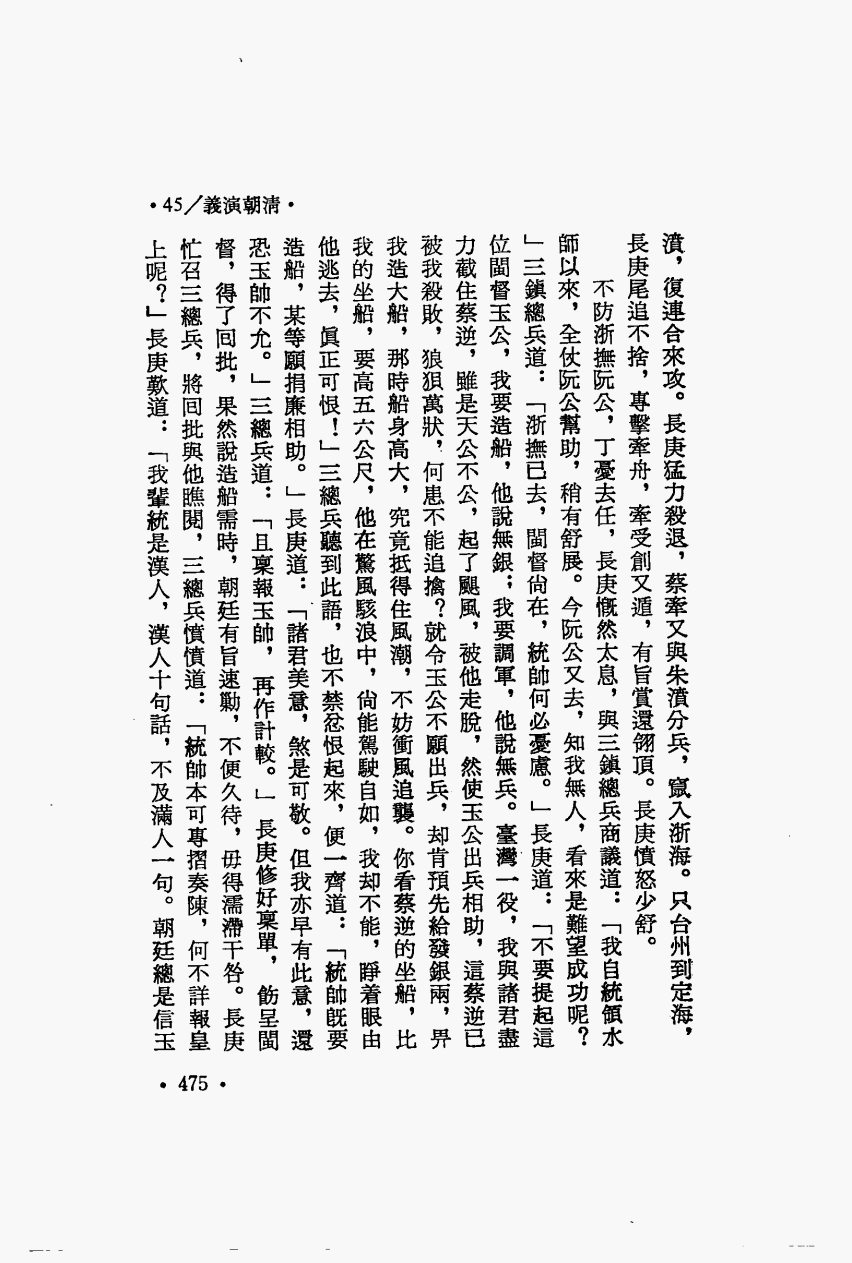 •45／義演朝清•
濆，復連合來攻。長庚猛力殺退，蔡牽又與朱濆分兵，竄入浙海。只台州到定海，
長庚尾追不捨，專擊牽舟，牽受創又遁，有旨賞還翎頂。長庚憤怒少舒。
不防浙撫阮公，丁憂去任，長庚慨然太息，與三鎮總兵商議道：「我自統領水
師以來，全仗阮公幫助，稍有舒展。今阮公又去，知我無人，看來是難望成功呢？
」三鎮總兵道：「浙撫已去，閩督尙在，統帥何必憂慮。」長庚道：「不要提起這
位閩督玉公，我要造船，他說無銀；我要調軍，他說無兵。臺灣一役，我與諸君盡
力截住蔡逆，雖是天公不公，起了颶風，被他走脫，然使玉公出兵相助，這蔡逆已
被我殺敗，狼狽萬狀，何患不能追擒？就令玉公不願出兵，却肯預先給發銀兩，畀
我造大船，那時船身高大，究竟抵得住風潮，不妨衝風追襲。你看蔡逆的坐船，比
我的坐船，要高五六公尺，他在驚風駭浪中，尙能駕駛自如，我却不能，睜着眼由
他逃去，眞正可恨！」三總兵聽到此語，也不禁忿恨起來，便一齊道：「統帥旣要
造船，某等願捐廉相助。」長庚道：「諸君美意，煞是可敬。但我亦早有此意，還
恐玉帥不允。」三總兵道：「且稟報玉帥，再作計較。」長庚修好稟單，飭呈閩
督，得了回批，果然說造船需時，朝廷有旨速勦，不便久待，毋得濡滯干咎。長庚
忙召三總兵，將回批與他瞧閱，三總兵憤憤道：「統帥本可專摺奏陳，何不詳報皇
上呢？」長庚歎道：「我輩統是漢人，漢人十句話，不及滿人一句。朝廷總是信玉
•475•